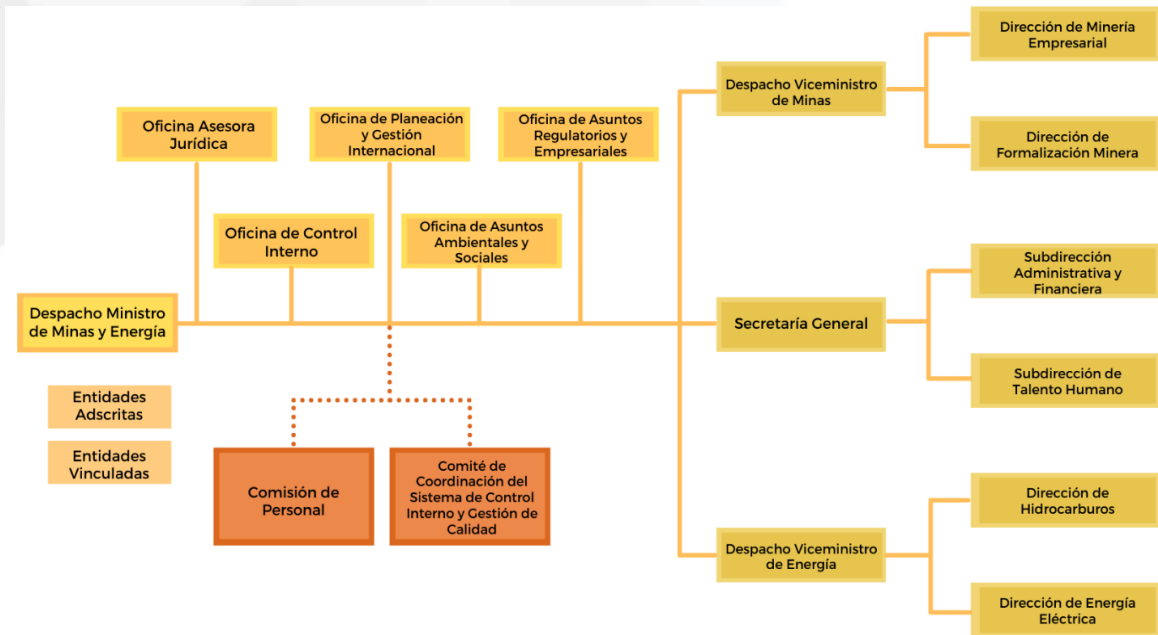 Oficina Asesora
Jurídica
Oficina de Planeación
y Gestión
Internacional
Oficina de Asuntos
Regulatorios y
Empresariales
Oficina de Control
Interno
Oficina de Asuntos
Ambientales y
Sociales
Despacho Ministro
de Minas y Energía
Entidades
Adscritas
Entidades
Vinculadas
Comisión de
Personal
Comité de
Coordinación del
Sistema de Control
Interno y Gestión de
Calidad
Despacho Viceministro
de Minas
Dirección de Minería
Empresarial
Dirección de
Formalización Minera
Secretaría General
Subdirección
Administrativa y
Financiera
Subdirección de
Talento Humano
Despacho Viceministro
de Energía
Dirección de
Hidrocarburos
Dirección de Energía
Eléctrica